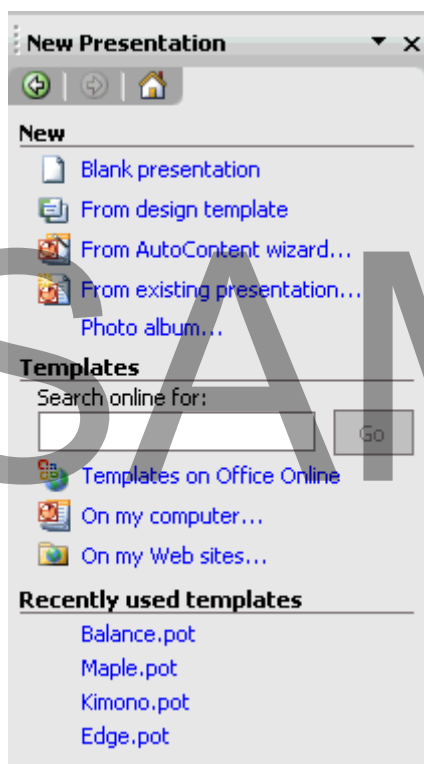 New Presentation
New
Blank presentation
From design template
From AutoContent wizard...
From existing presentation...
Photo album...
Templates
Search online for:
Go
Templates on Office Online
On my computer...
On my Web sites...
Recently used templates
Balance.pot
Maple.pot
Kimono.pot
Edge.pot